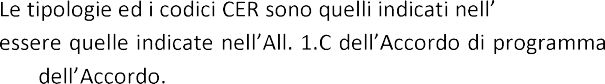 Le tipologie ed i codici CER sono quelli indicati nell’
essere quelle indicate nell’All. 1.C dell’Accordo di programma
dell’Accordo.